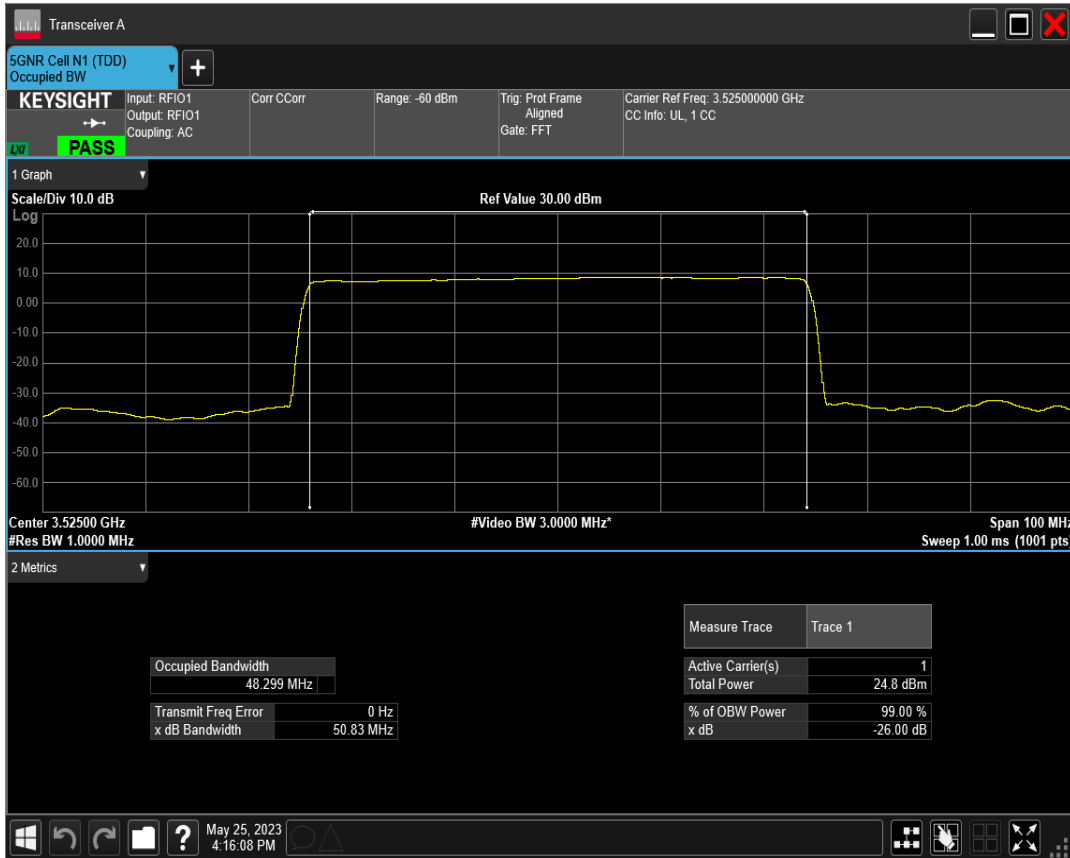 Transceiver A
5GNR Cell N1 (TDD)
Occupied BW
+
KEYSIGHT
LXI
PASS
Input: RFIO1
Output: RFIO1
Coupling: AC
Corr CCorr
Range: -60 dBm
Trig: Prot Frame
Aligned
Gate: FFT
Carrier Ref Freq: 3.525000000 GHz
CC Info: UL, 1 CC
1 Graph
Scale/Div 10.0 dB
Ref Value 30.00 dBm
Log
20.0
10.0
0.00
-10.0
-20.0
-30.0
-40.0
-50.0
-60.0
Center 3.52500 GHz
#Video BW 3.0000 MHz*
Span 100 MHz
#Res BW 1.0000 MHz
Sweep 1.00 ms (1001 pts)
2 Metrics
Measure Trace Trace 1
Occupied Bandwidth
48.299 MHz
Active Carrier(s) 1
Total Power 24.8 dBm
Transmit Freq Error 0 Hz
x dB Bandwidth 50.83 MHz
% of OBW Power 99.00 %
x dB -26.00 dB
?
May 25, 2023
4:16:08 PM